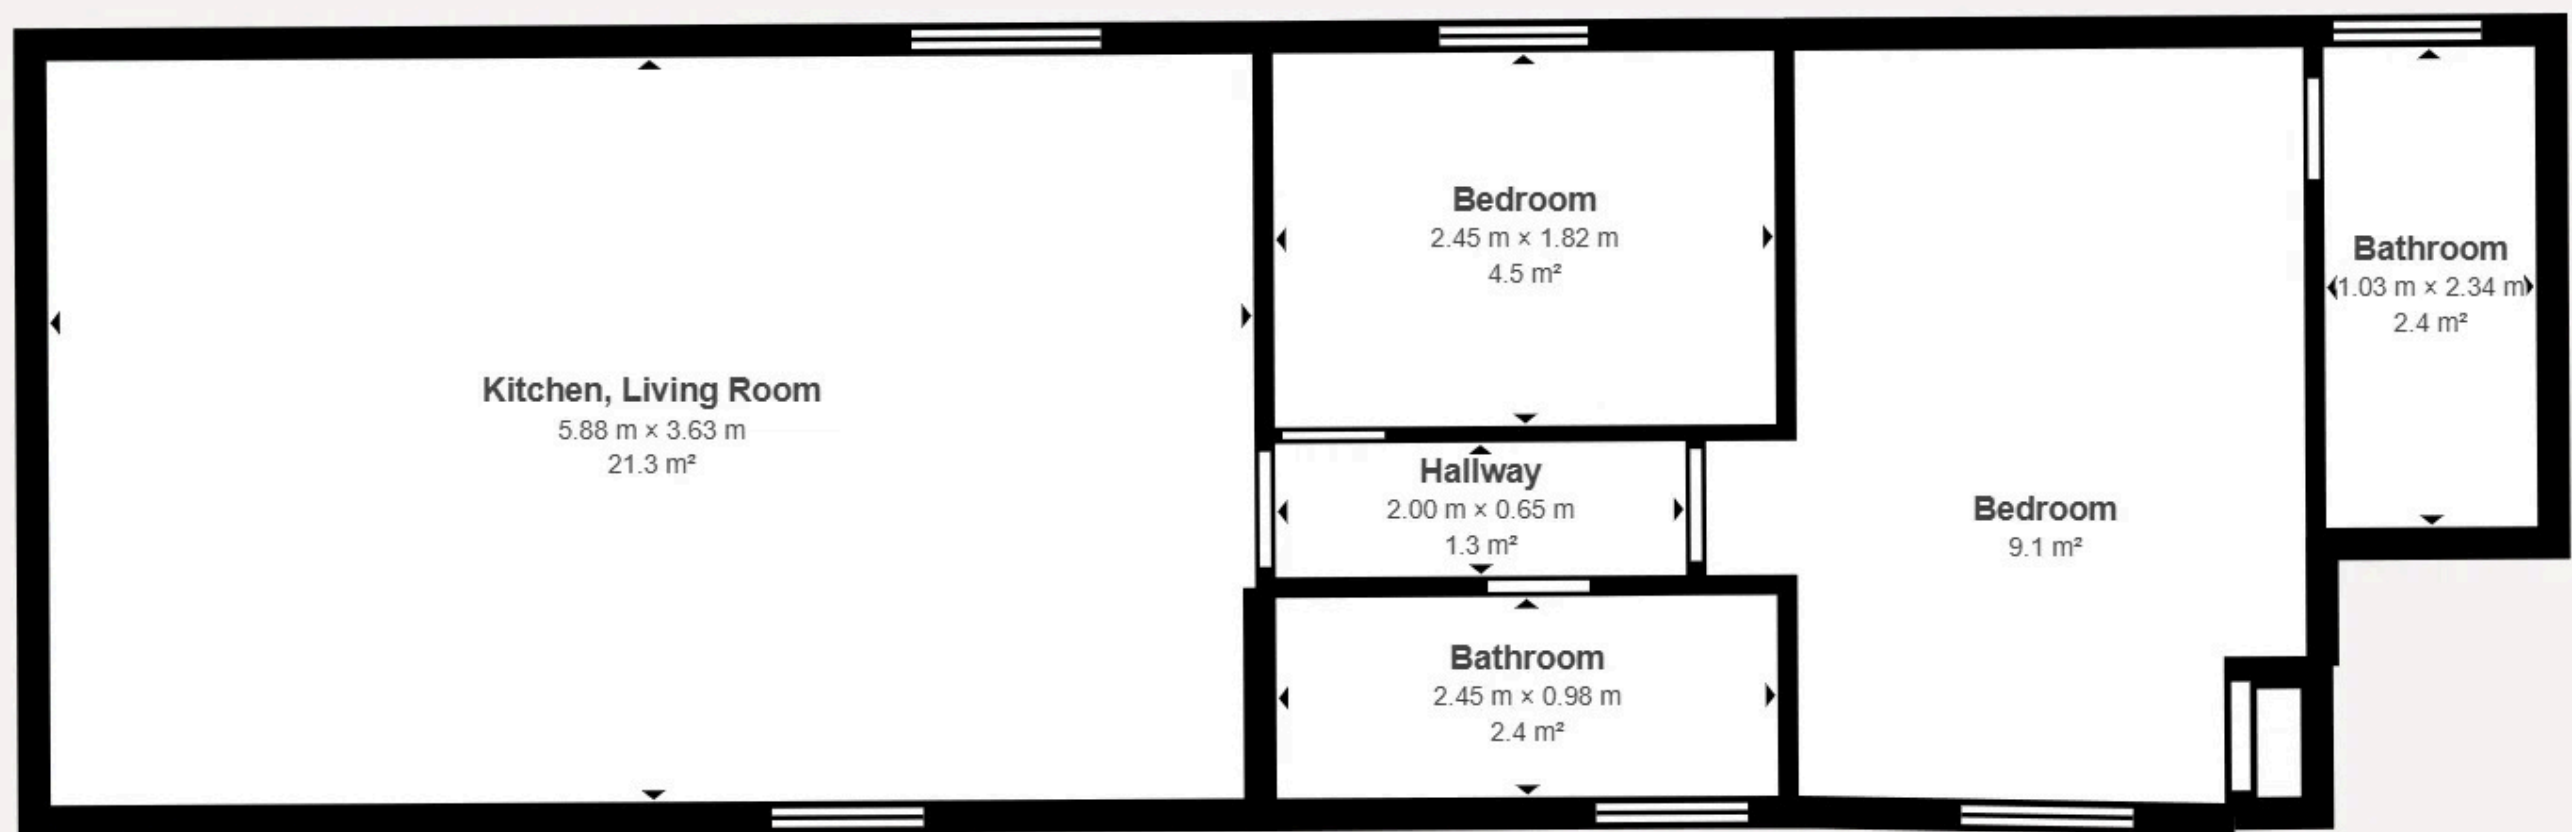 Kitchen, Living Room
5.88 m × 3.63 m
21.3 m²
Bedroom
2.45 m × 1.82 m
4.5 m²
Hallway
2.00 m × 0.65 m
1.3 m²
Bathroom
2.45 m × 0.98 m
2.4 m²
Bedroom
9.1 m²
Bathroom
1.03 m × 2.34 m
2.4 m²